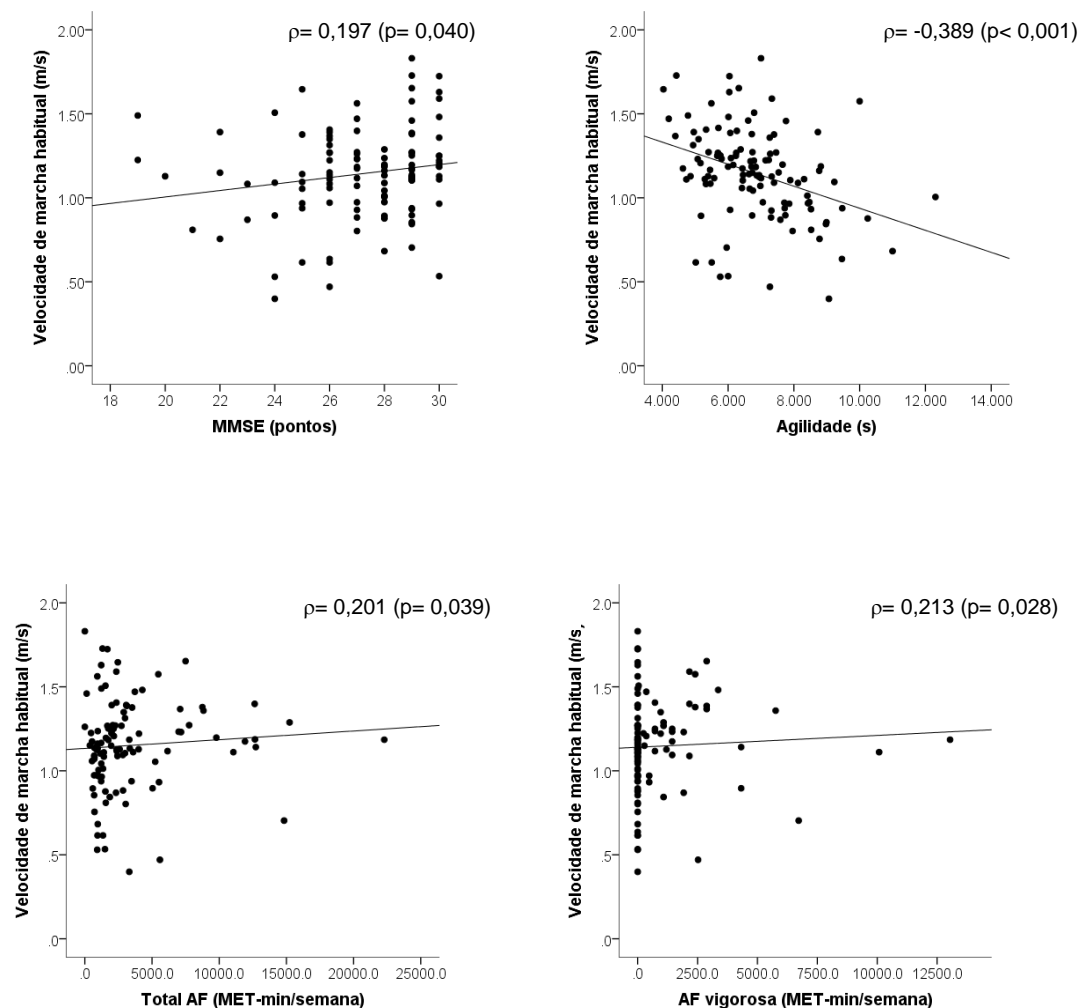 ρ= 0,197 (p= 0,040)
Velocidade de marcha habitual (m/s)
2.00
1.50
1.00
.50
.00
18 20 22 24 26 28 30
MMSE (pontos)
ρ= -0,389 (p< 0,001)
Velocidade de marcha habitual (m/s)
2.00
1.50
1.00
.50
.00
4.000 6.000 8.000 10.000 12.000 14.000
Agilidade (s)
ρ= 0,201 (p= 0,039)
Velocidade de marcha habitual (m/s)
2.0
1.5
1.0
.5
.0
.0 5000.0 10000.0 15000.0 20000.0 25000.0
Total AF (MET-min/semana)
ρ= 0,213 (p= 0,028)
Velocidade de marcha habitual (m/s,
2.0
1.5
1.0
.5
.0
.0 2500.0 5000.0 7500.0 10000.0 12500.0
AF vigorosa (MET-min/semana)